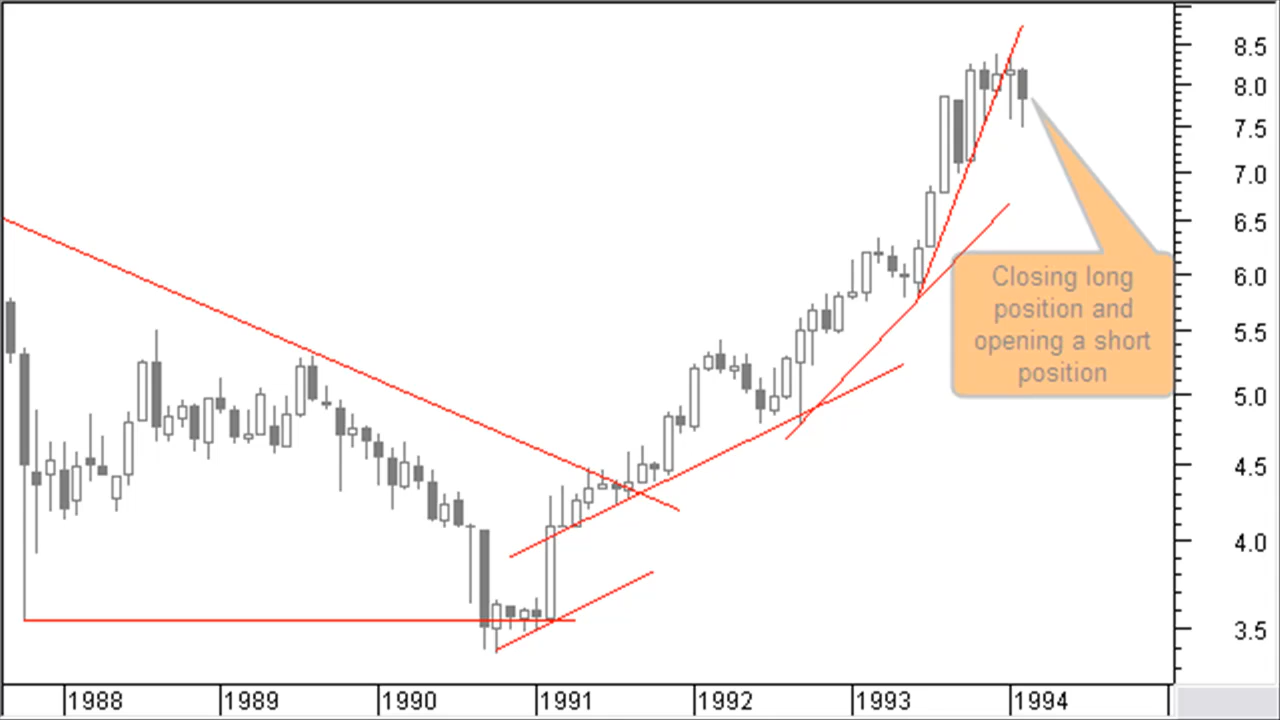 8.5
8.0
7.5
7.0
6.5
6.0
5.5
5.0
4.5
4.0
3.5
Closing long
position and
opening a short
position
1988 1989 1990 1991 1992 1993 1994